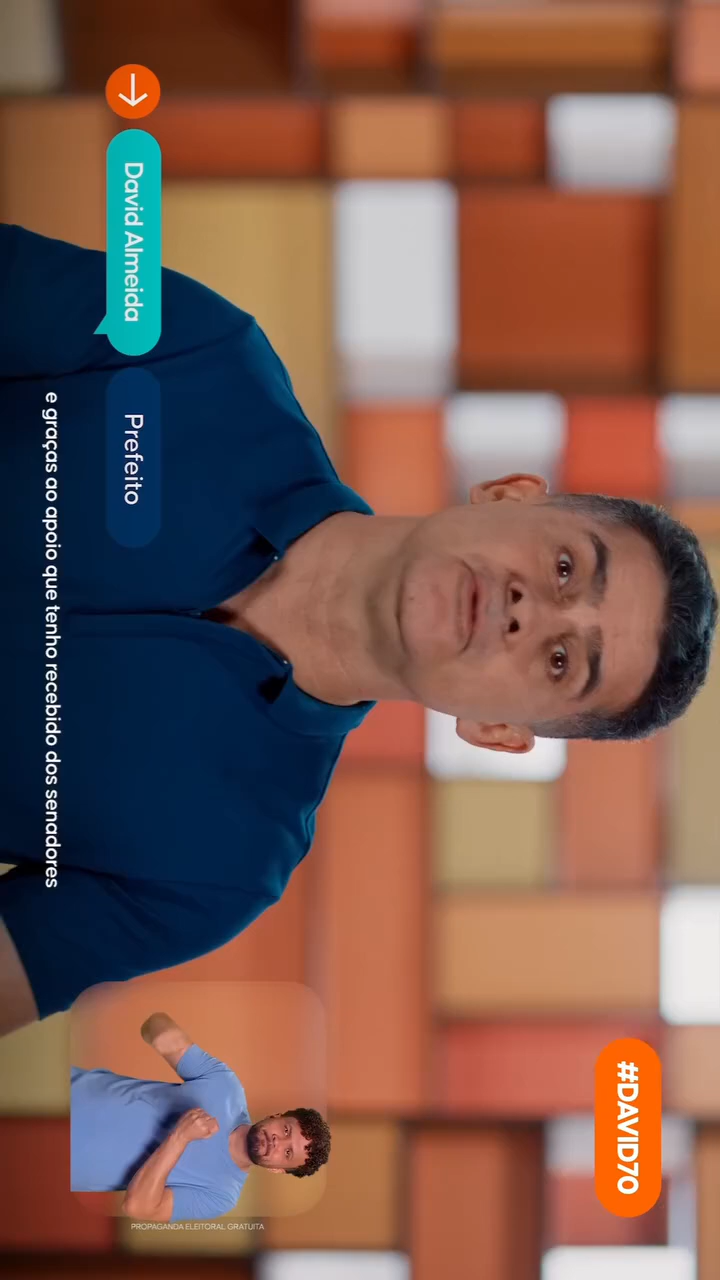 #DAVID70
David Almeida
Prefeito
e graças ao apoio que tenho recebido dos senadores
PROPAGANDA ELEITORAL GRATUITA